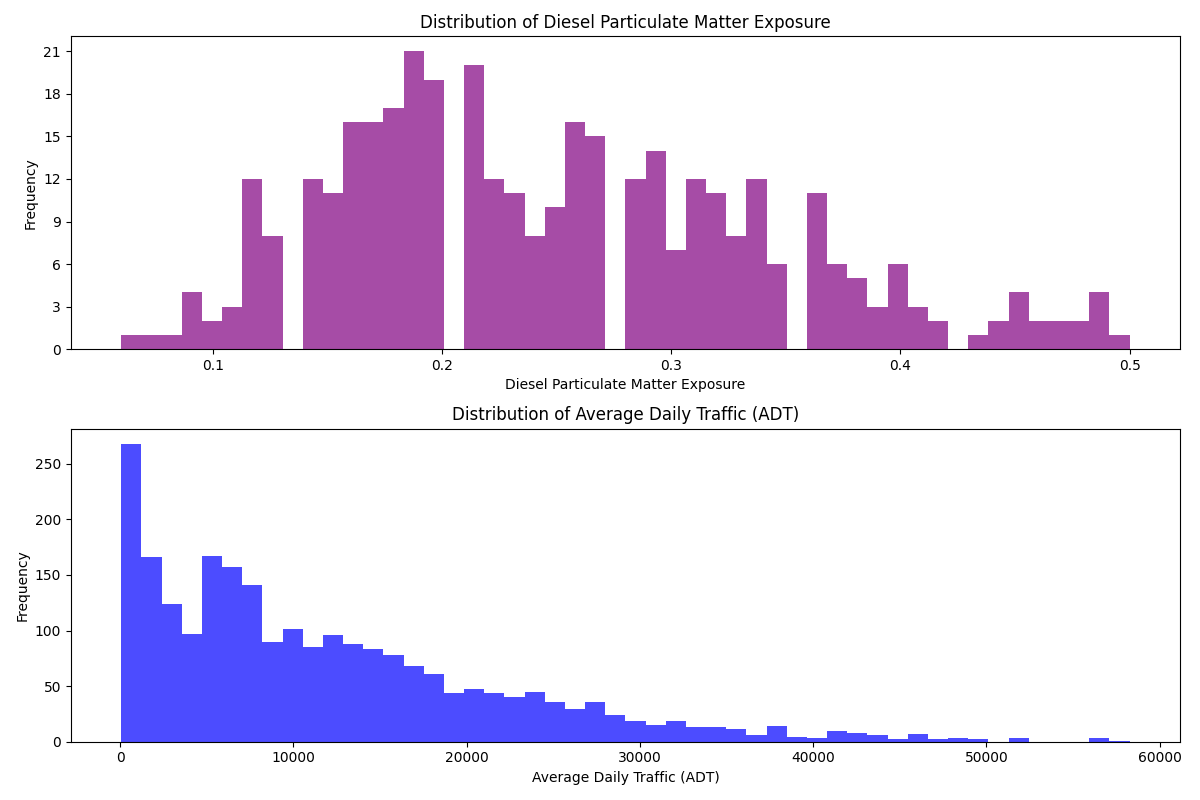 Distribution of Diesel Particulate Matter Exposure
21
18
15
12
9
6
3
0
Frequency
0.1 0.2 0.3 0.4 0.5
Diesel Particulate Matter Exposure
Distribution of Average Daily Traffic (ADT)
250
200
150
100
50
0
Frequency
0 10000 20000 30000 40000 50000 60000
Average Daily Traffic (ADT)